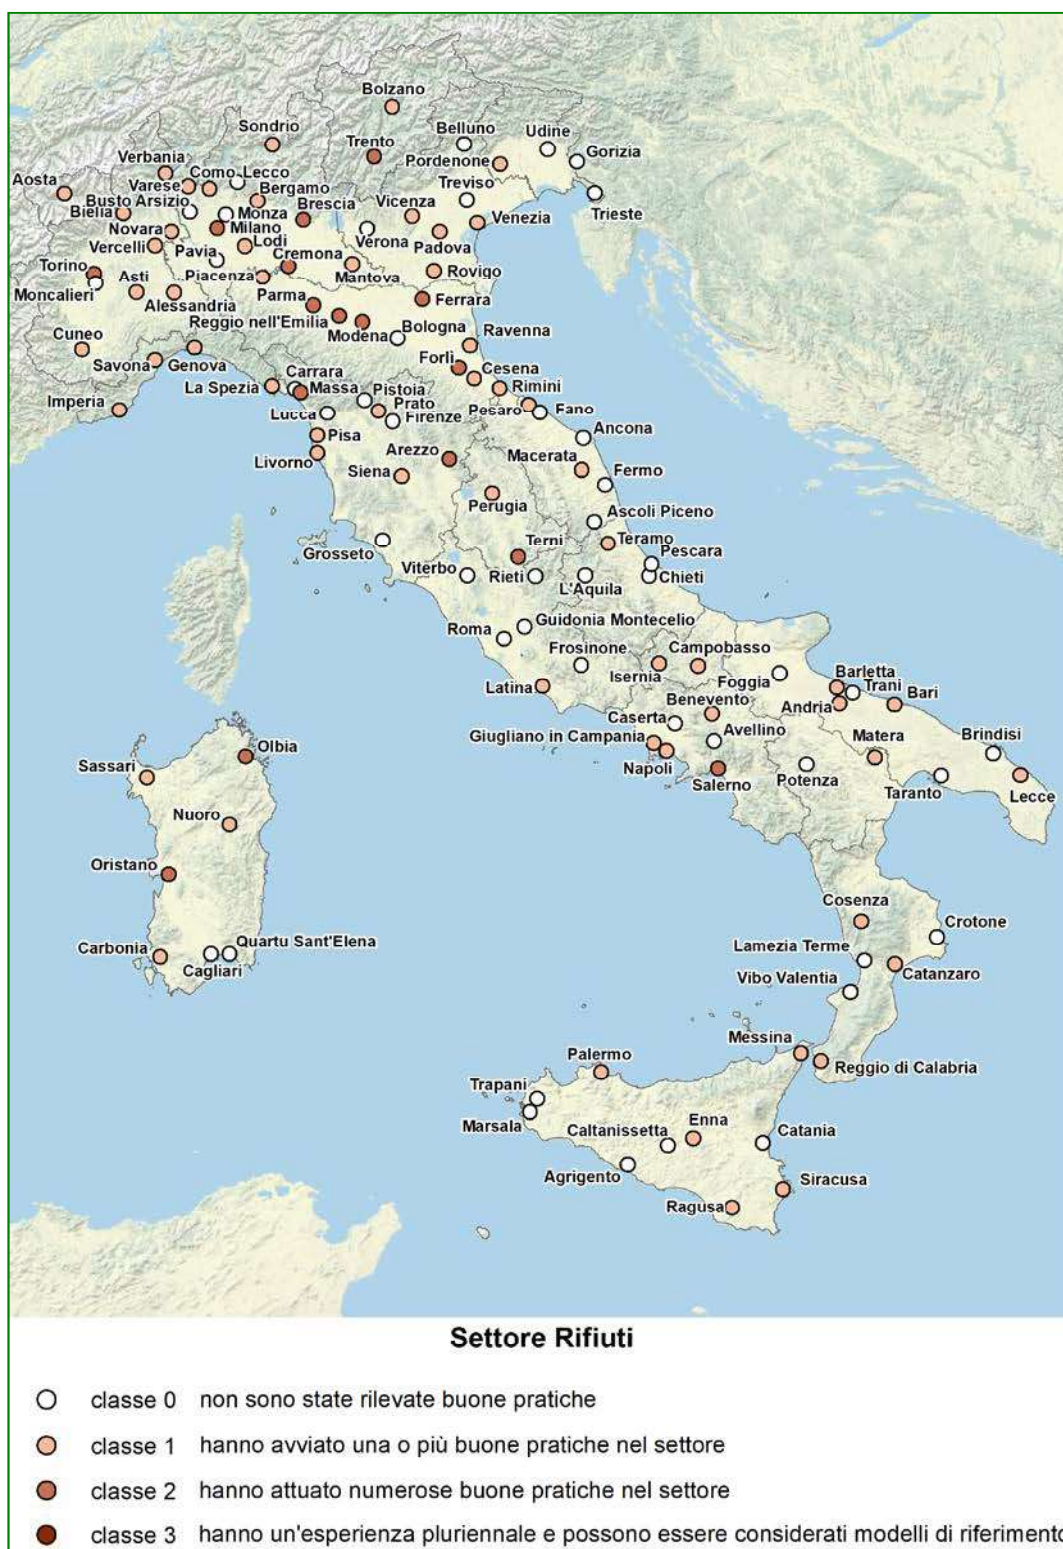 Bolzano
Sondrio
Belluno
Udine
Trento
Gorizia
Verbania
Pordenone
Como
Lecco
Aosta
Varese
Bergamo
Treviso
Busto Arsizio
Vicenza
Biella
Monza
Brescia
Trieste
Novara
Milano
Venezia
Vercelli
Pavia
Lodi
Verona
Padova
Cremona
Torino
Asti
Piacenza
Mantova
Rovigo
Moncalieri
Alessandria
Parma
Ferrara
Reggio nell'Emilia
Cuneo
Modena
Bologna
Ravenna
Savona
Genova
Forlì
Cesena
Carrara
La Spezia
Massa
Pistoia
Rimini
Imperia
Prato
Pesaro
Fano
Lucca
Firenze
Ancona
Pisa
Arezzo
Macerata
Livorno
Siena
Fermo
Perugia
Ascoli Piceno
Terni
Teramo
Grosseto
Pescara
Viterbo
Rieti
L'Aquila
Chieti
Guidonia Montecelio
Roma
Frosinone
Campobasso
Isernia
Foggia
Barletta
Latina
Trani
Benevento
Andria
Bari
Caserta
Giugliano in Campania
Avellino
Matera
Brindisi
Olbia
Napoli
Sassari
Salerno
Potenza
Taranto
Lecce
Nuoro
Oristano
Cosenza
Crotone
Quartu Sant'Elena
Carbonia
Lamezia Terme
Cagliari
Catanzaro
Vibo Valentia
Messina
Palermo
Reggio di Calabria
Trapani
Marsala
Enna
Caltanissetta
Catania
Agrigento
Siracusa
Ragusa
Settore Rifiuti
classe 0 non sono state rilevate buone pratiche
classe 1 hanno avviato una o più buone pratiche nel settore
classe 2 hanno attuato numerose buone pratiche nel settore
classe 3 hanno un'esperienza pluriennale e possono essere considerati modelli di riferimento